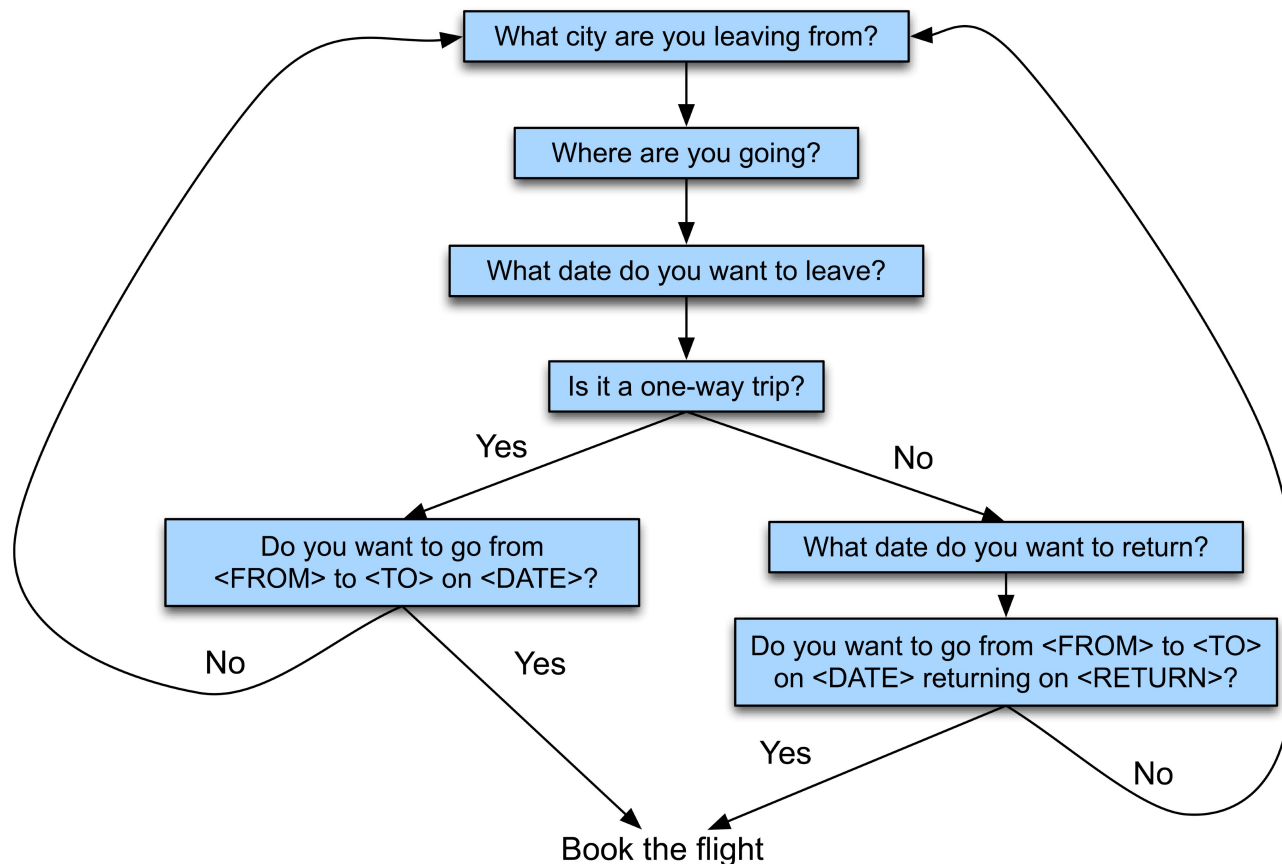 What city are you leaving from?
Where are you going?
What date do you want to leave?
Is it a one-way trip?
Yes
No
Do you want to go from
<FROM> to <TO> on <DATE>?
What date do you want to return?
Do you want to go from <FROM> to <TO>
on <DATE> returning on <RETURN>?
No
Yes
Yes
No
Book the flight